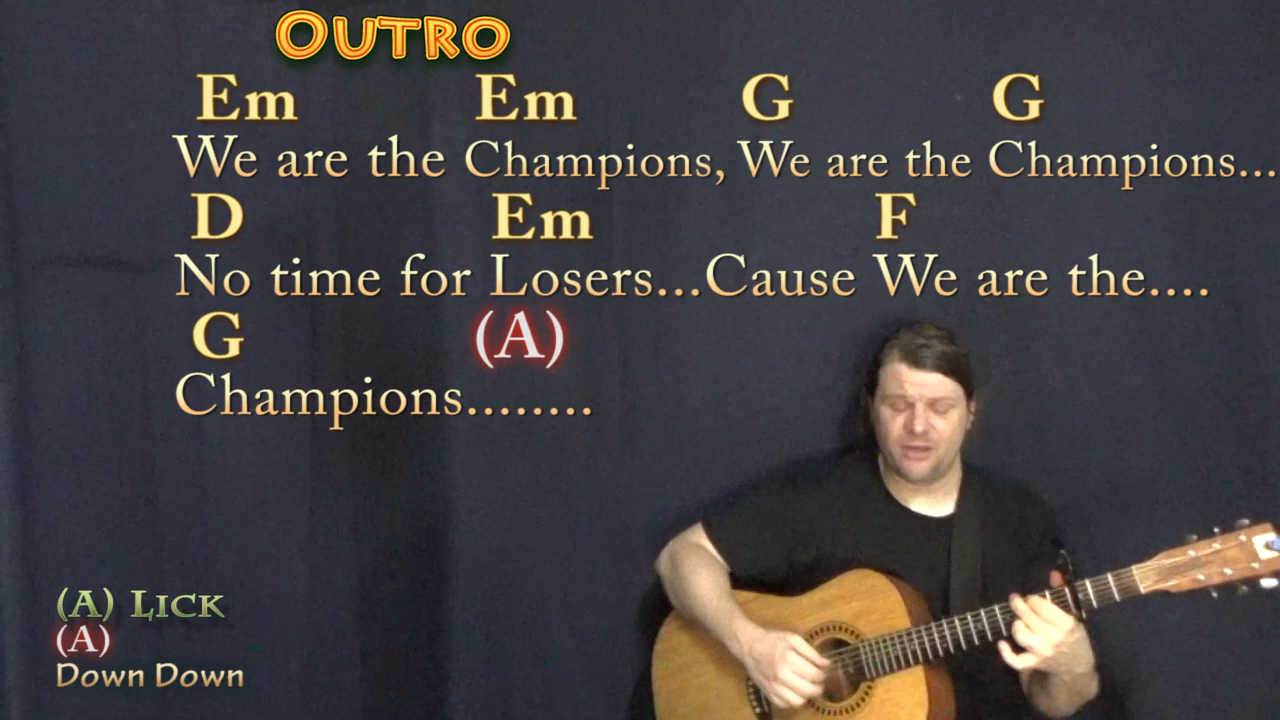 OUTRO
Em Em G G
We are the Champions, We are the Champions...
D Em F
No time for Losers...Cause We are the....
G (A)
Champions........
(A) LICK
(A)
Down Down